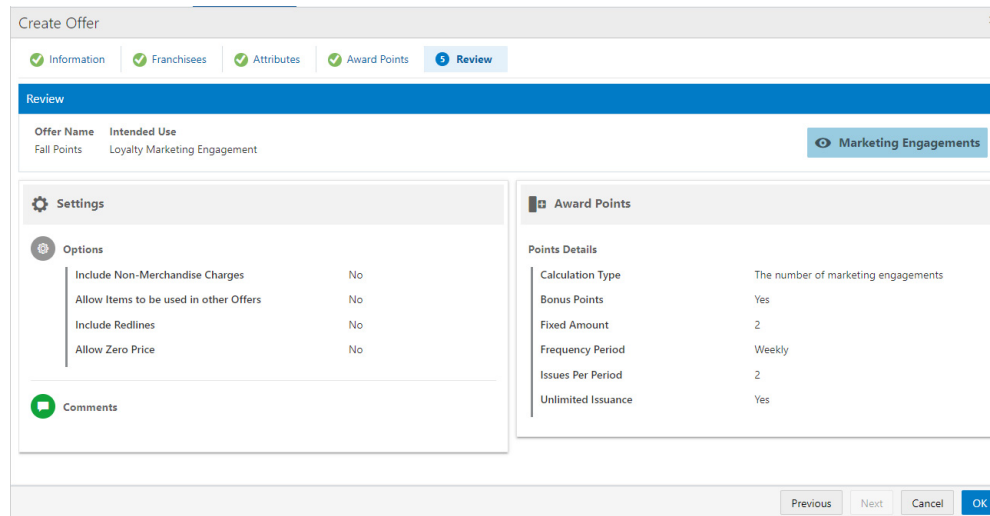 Create Offer
Information Franchisees Attributes Award Points 5 Review
Review
Offer Name Intended Use
Fall Points Loyalty Marketing Engagement
Marketing Engagements
Settings
Options
Include Non-Merchandise Charges No
Allow Items to be used in other Offers No
Include Redlines No
Allow Zero Price No
Comments
Award Points
Points Details
Calculation Type The number of marketing engagements
Bonus Points Yes
Fixed Amount 2
Frequency Period Weekly
Issues Per Period 2
Unlimited Issuance Yes
Previous Next Cancel OK